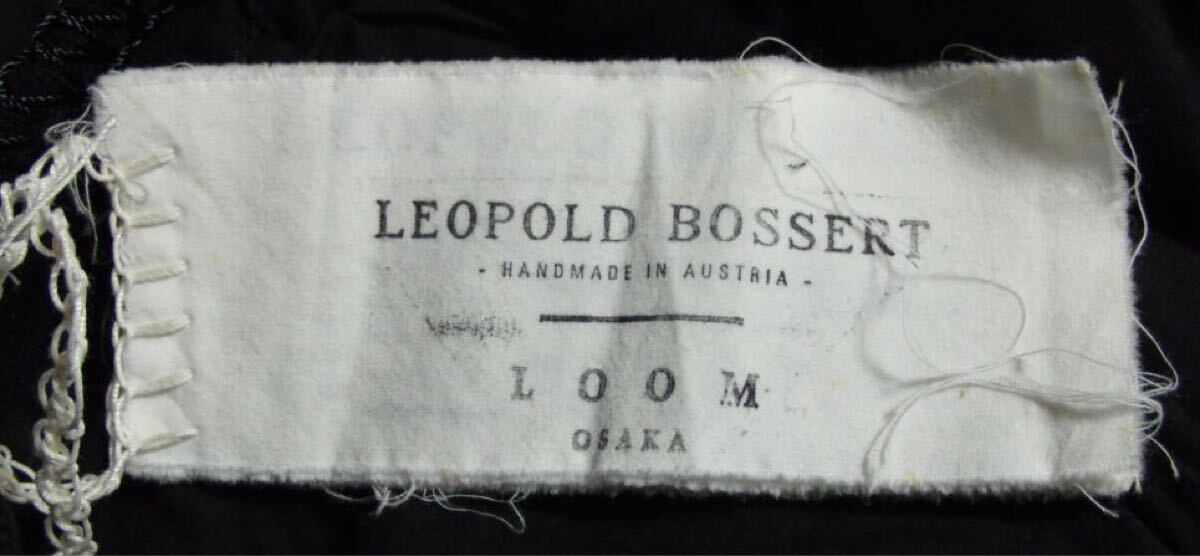 LEOPOLD BOSSERT
- HANDMADE IN AUSTRIA -
LOOM
OSAKA